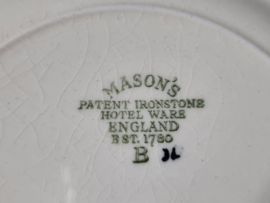 MASON'S
PATENT IRONSTONE
HOTEL WARE
ENGLAND
EST. 1780
B